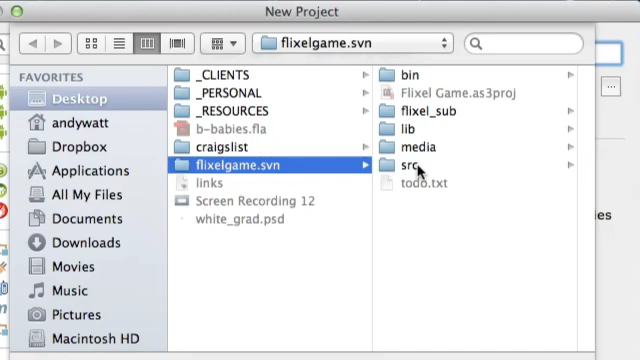 New Project
flixelgame.svn
FAVORITES
Desktop
andywatt
Dropbox
Applications
All My Files
Documents
Downloads
Movies
Music
Pictures
Macintosh HD
_CLIENTS
_PERSONAL
_RESOURCES
b-babies.fla
craigslist
flixelgame.svn
links
Screen Recording 12
white_grad.psd
bin
Flixel Game.as3proj
flixel_sub
lib
media
src
todo.txt
...
es